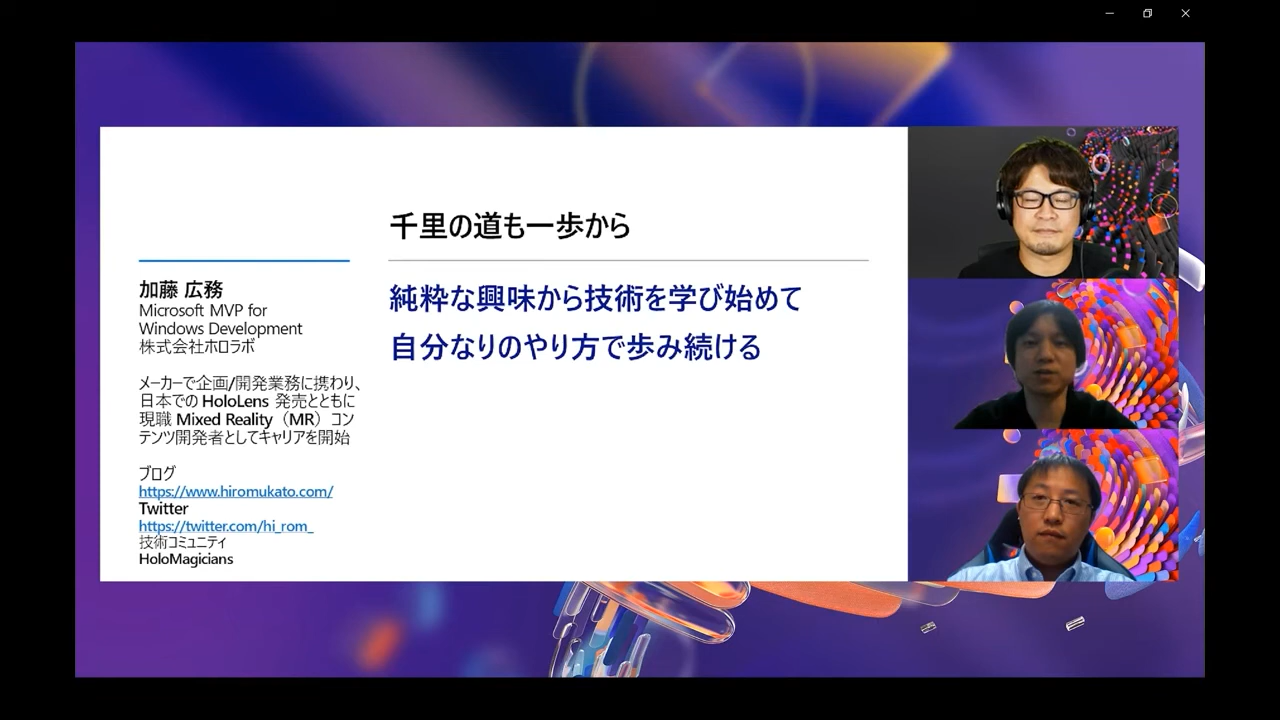 千里の道も一歩から
純粋な興味から技術を学び始めて
自分なりのやり方で歩み続ける
加藤 広務
Microsoft MVP for
Windows Development
株式会社ホロラボ
メーカーで企画/開発業務に携わり、
日本での HoloLens 発売とともに
現職 Mixed Reality（MR）コン
テンツ開発者としてキャリアを開始
ブログ
https://www.hiromukato.com/
Twitter
https://twitter.com/hi_rom_
技術コミュニティ
HoloMagicians